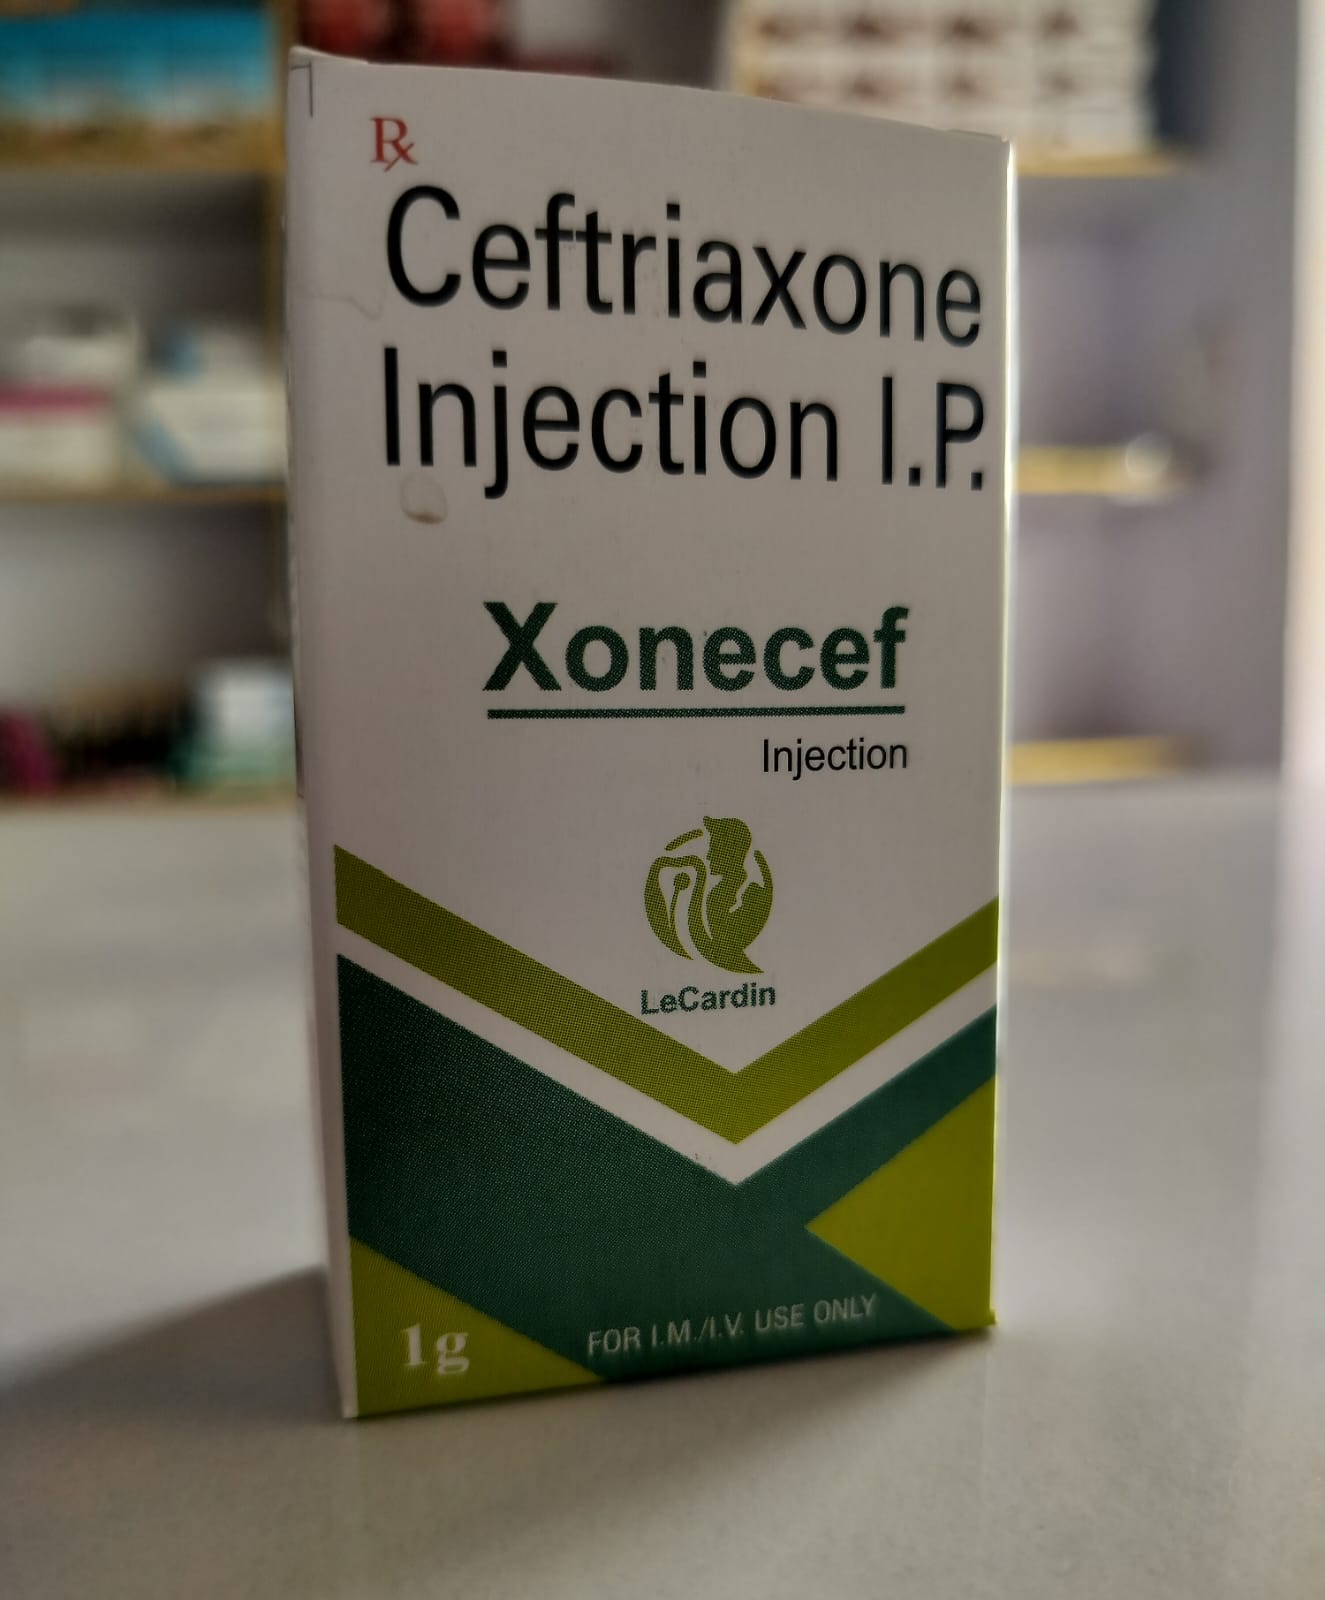 Rx
Ceftriaxone
Injection I.P.
Xonecef
Injection
LeCardin
1g
FOR I.M./I.V. USE ONLY